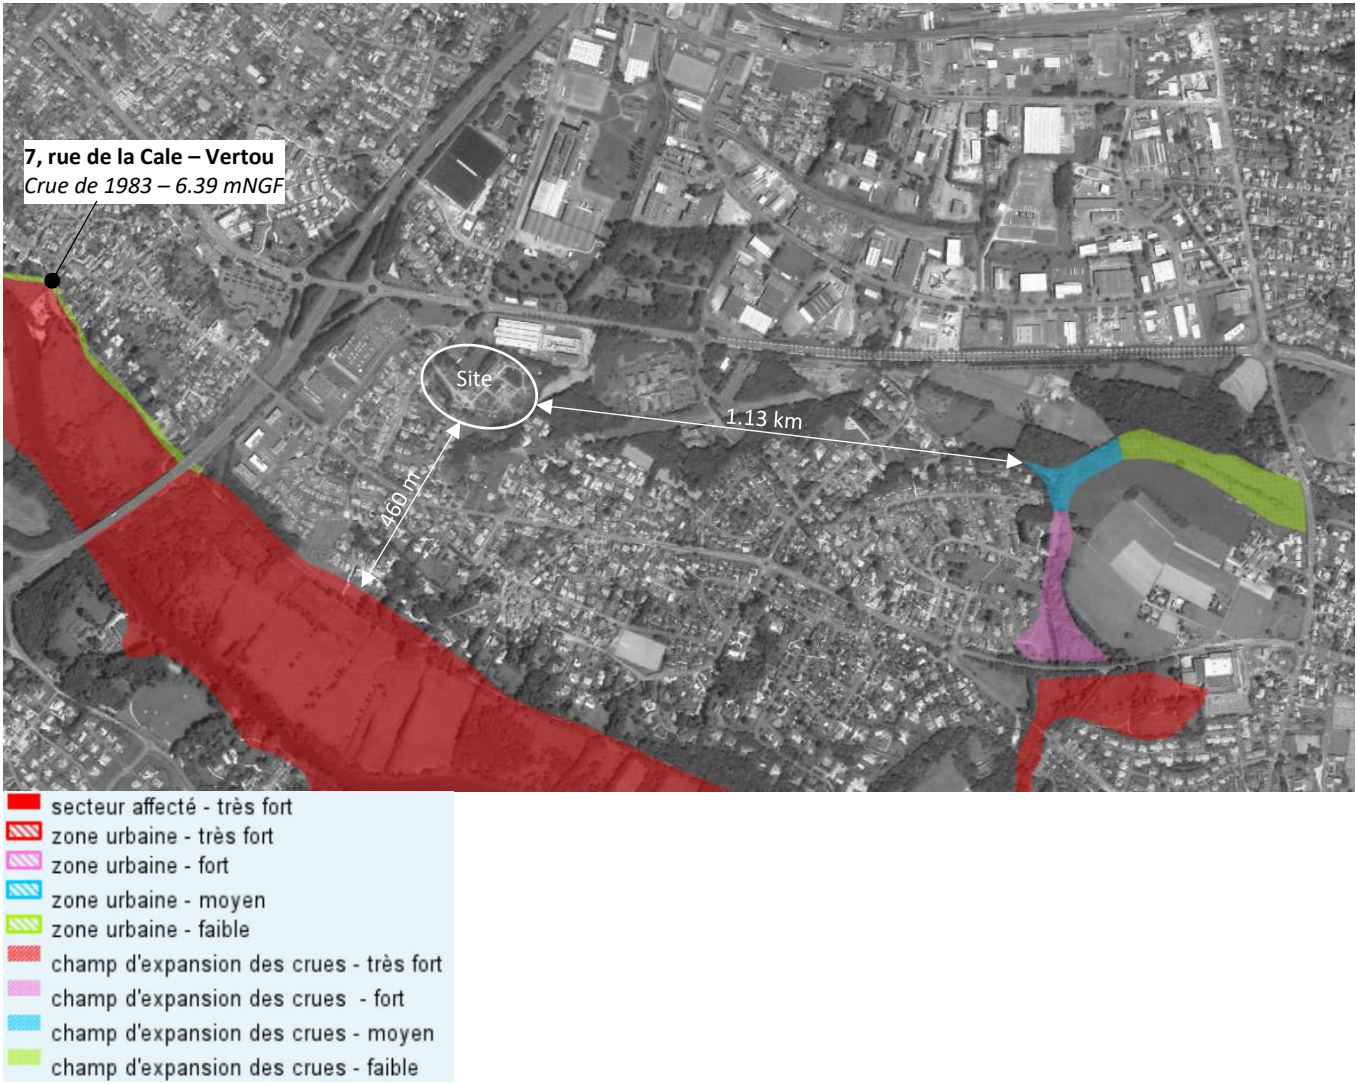 7, rue de la Cale – Vertou
Crue de 1983 – 6.39 mNGF
Site
1.13 km
460 m
secteur affecté - très fort
zone urbaine - très fort
zone urbaine - fort
zone urbaine - moyen
zone urbaine - faible
champ d'expansion des crues - très fort
champ d'expansion des crues - fort
champ d'expansion des crues - moyen
champ d'expansion des crues - faible